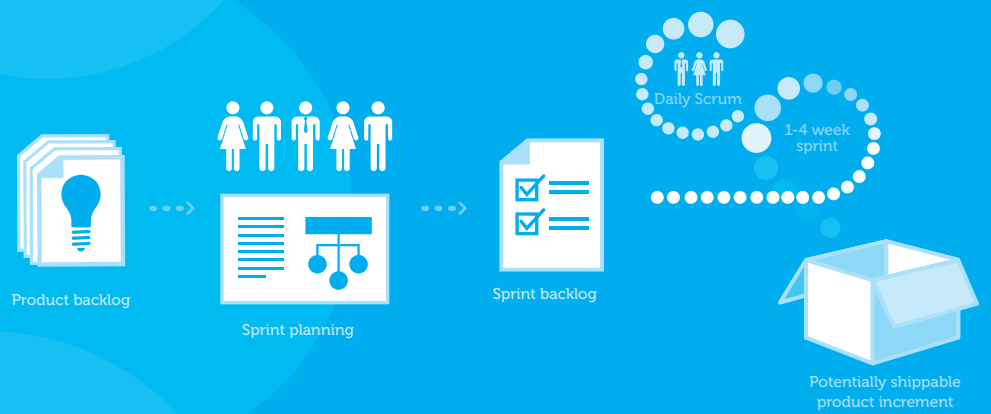 Product backlog
Sprint planning
Sprint backlog
Daily Scrum
1-4 week
sprint
Potentially shippable
product increment